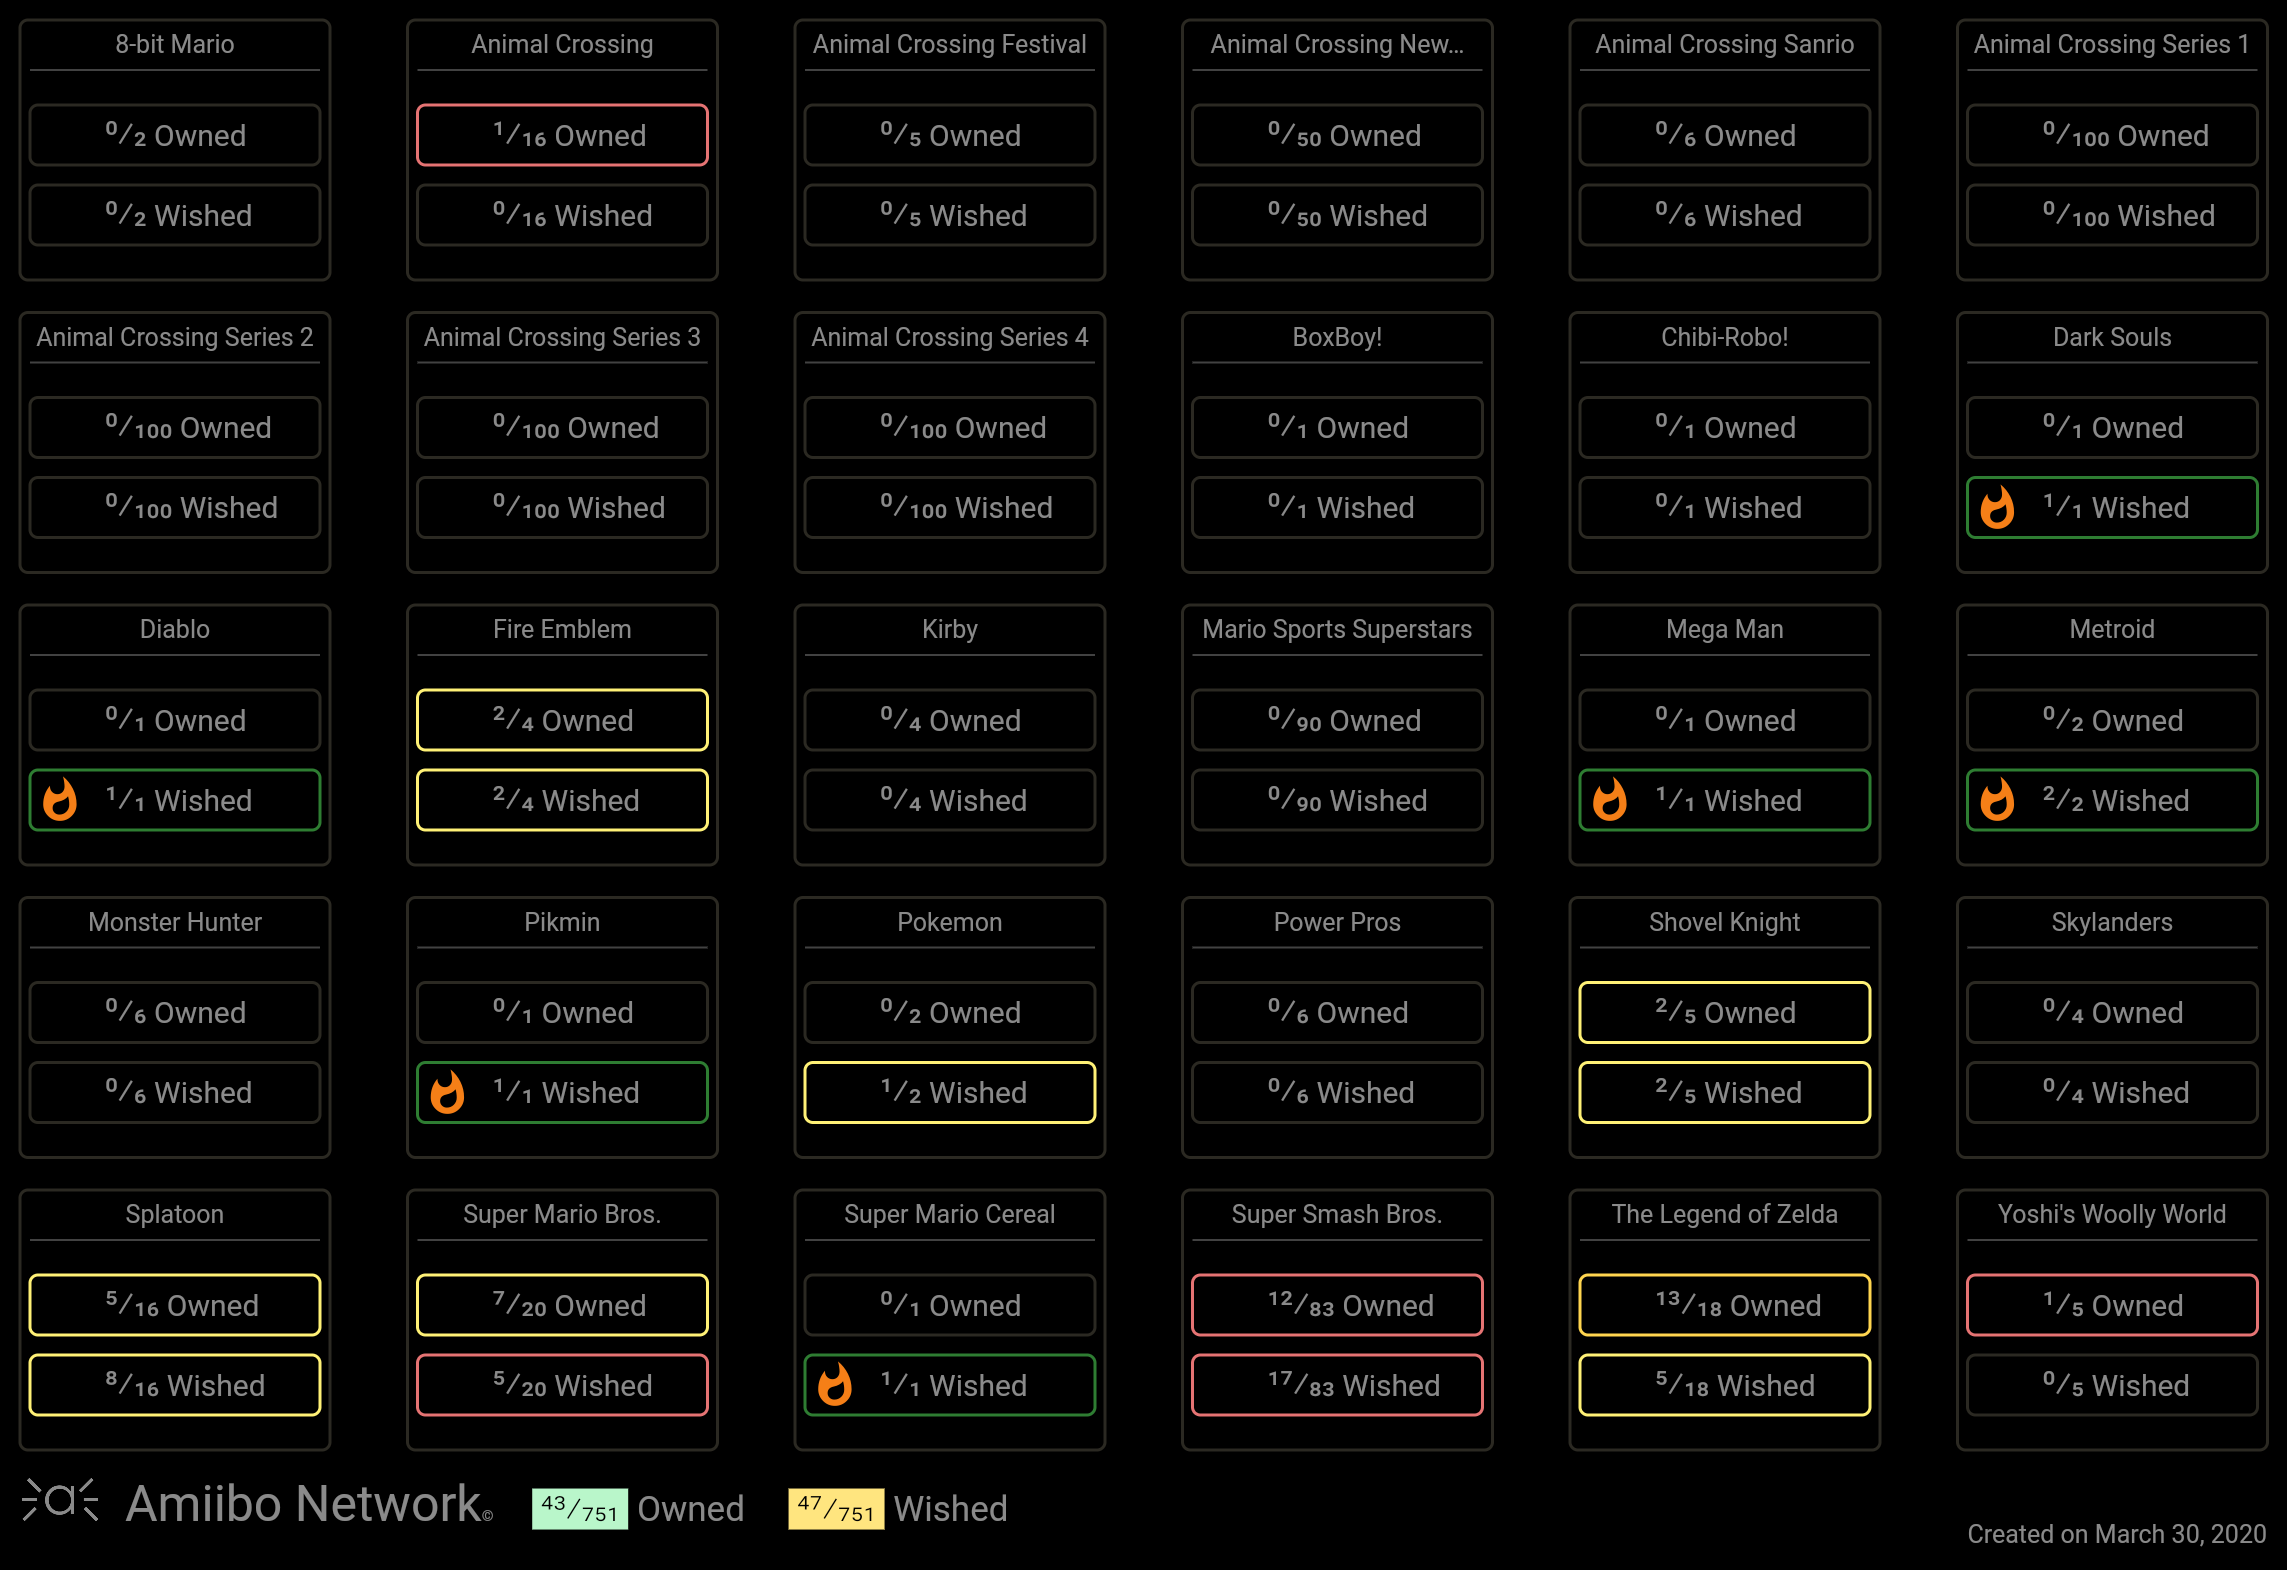 8-bit Mario
0/2 Owned
0/2 Wished
Animal Crossing
1/16 Owned
0/16 Wished
Animal Crossing Festival
0/5 Owned
0/5 Wished
Animal Crossing New...
0/50 Owned
0/50 Wished
Animal Crossing Sanrio
0/6 Owned
0/6 Wished
Animal Crossing Series 1
0/100 Owned
0/100 Wished
Animal Crossing Series 2
0/100 Owned
0/100 Wished
Animal Crossing Series 3
0/100 Owned
0/100 Wished
Animal Crossing Series 4
0/100 Owned
0/100 Wished
BoxBoy!
0/1 Owned
0/1 Wished
Chibi-Robo!
0/1 Owned
0/1 Wished
Dark Souls
0/1 Owned
1/1 Wished
Diablo
0/1 Owned
1/1 Wished
Fire Emblem
2/4 Owned
2/4 Wished
Kirby
0/4 Owned
0/4 Wished
Mario Sports Superstars
0/90 Owned
0/90 Wished
Mega Man
0/1 Owned
1/1 Wished
Metroid
0/2 Owned
2/2 Wished
Monster Hunter
0/6 Owned
0/6 Wished
Pikmin
0/1 Owned
1/1 Wished
Pokemon
0/2 Owned
1/2 Wished
Power Pros
0/6 Owned
0/6 Wished
Shovel Knight
2/5 Owned
2/5 Wished
Skylanders
0/4 Owned
0/4 Wished
Splatoon
5/16 Owned
8/16 Wished
Super Mario Bros.
7/20 Owned
5/20 Wished
Super Mario Cereal
0/1 Owned
1/1 Wished
Super Smash Bros.
12/83 Owned
17/83 Wished
The Legend of Zelda
13/18 Owned
5/18 Wished
Yoshi's Woolly World
1/5 Owned
0/5 Wished
Amiibo Network©
43/751 Owned
47/751 Wished
Created on March 30, 2020